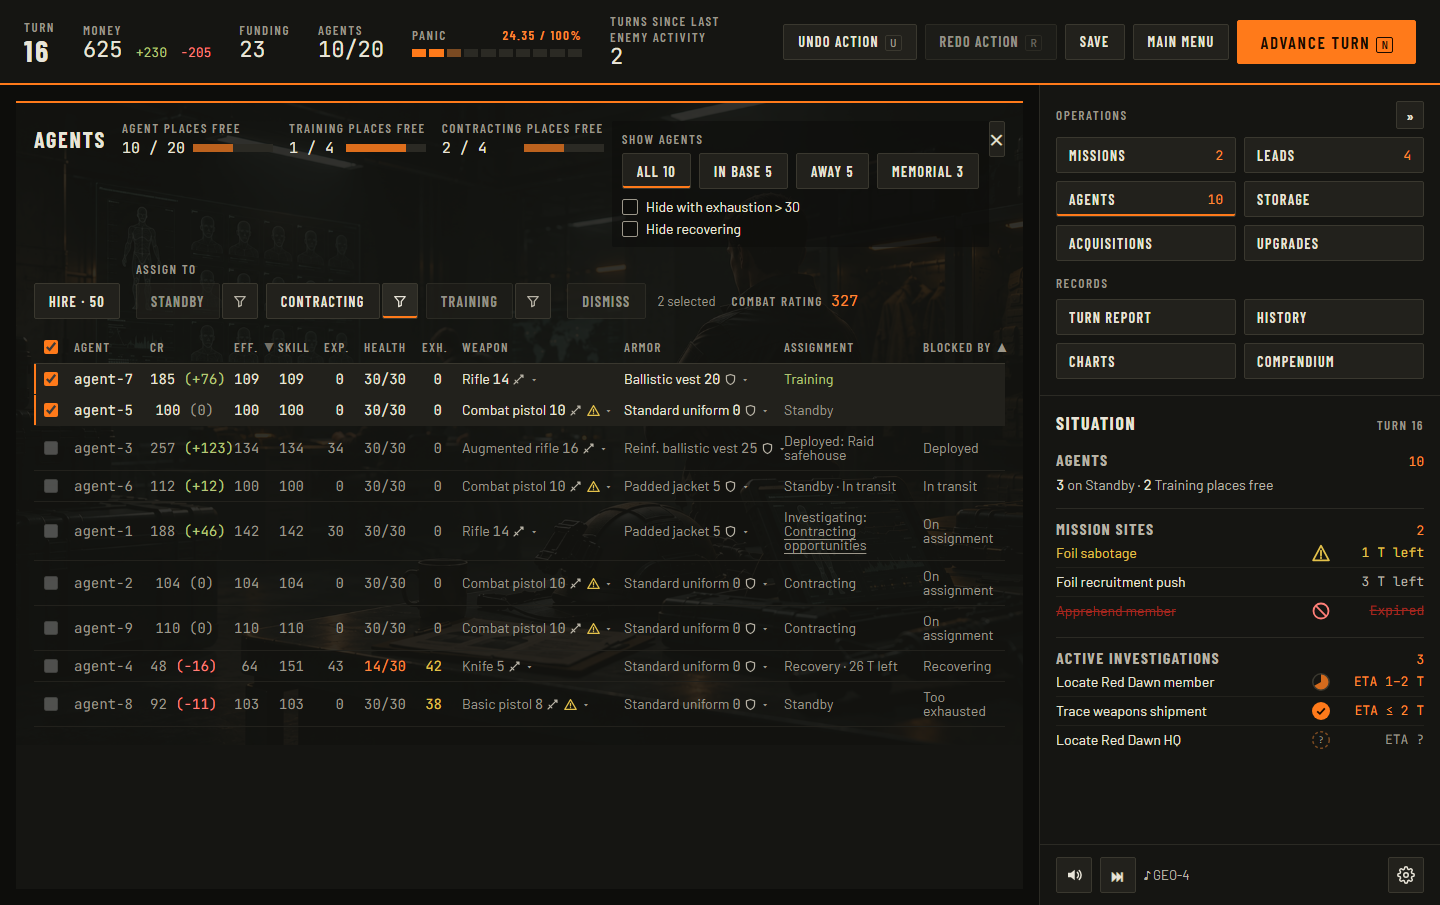 TURN
16
MONEY
625 +230 -205
FUNDING
23
AGENTS
10/20
PANIC 24.35 / 100%
TURNS SINCE LAST
ENEMY ACTIVITY
2
UNDO ACTION U
REDO ACTION R
SAVE
MAIN MENU
ADVANCE TURN N
AGENTS
AGENT PLACES FREE
10 / 20
TRAINING PLACES FREE
1 / 4
CONTRACTING PLACES FREE
2 / 4
SHOW AGENTS
ALL 10
IN BASE 5
AWAY 5
MEMORIAL 3
Hide with exhaustion > 30
Hide recovering
ASSIGN TO
HIRE · 50
STANDBY
CONTRACTING
TRAINING
DISMISS
2 selected
COMBAT RATING 327
AGENT CR EFF. ▼ SKILL EXP. HEALTH EXH. WEAPON ARMOR ASSIGNMENT BLOCKED BY ▲
agent-7 185 (+76) 109 109 0 30/30 0 Rifle 14 Ballistic vest 20 Training
agent-5 100 (0) 100 100 0 30/30 0 Combat pistol 10 Standard uniform 0 Standby
agent-3 257 (+123) 134 134 34 30/30 0 Augmented rifle 16 Reinf. ballistic vest 25 Deployed: Raid safehouse Deployed
agent-6 112 (+12) 100 100 0 30/30 0 Combat pistol 10 Padded jacket 5 Standby · In transit In transit
agent-1 188 (+46) 142 142 30 30/30 0 Rifle 14 Padded jacket 5 Investigating: Contracting opportunities On assignment
agent-2 104 (0) 104 104 0 30/30 0 Combat pistol 10 Standard uniform 0 Contracting On assignment
agent-9 110 (0) 110 110 0 30/30 0 Combat pistol 10 Standard uniform 0 Contracting On assignment
agent-4 48 (-16) 64 151 43 14/30 42 Knife 5 Standard uniform 0 Recovery · 26 T left Recovering
agent-8 92 (-11) 103 103 0 30/30 38 Basic pistol 8 Standard uniform 0 Standby Too exhausted
OPERATIONS »
MISSIONS 2
LEADS 4
AGENTS 10
STORAGE
ACQUISITIONS
UPGRADES
RECORDS
TURN REPORT
HISTORY
CHARTS
COMPENDIUM
SITUATION TURN 16
AGENTS 10
3 on Standby · 2 Training places free
MISSION SITES 2
Foil sabotage 1 T left
Foil recruitment push 3 T left
Apprehend member Expired
ACTIVE INVESTIGATIONS 3
Locate Red Dawn member ETA 1–2 T
Trace weapons shipment ETA ≤ 2 T
Locate Red Dawn HQ ? ETA ?
♪ GEO-4